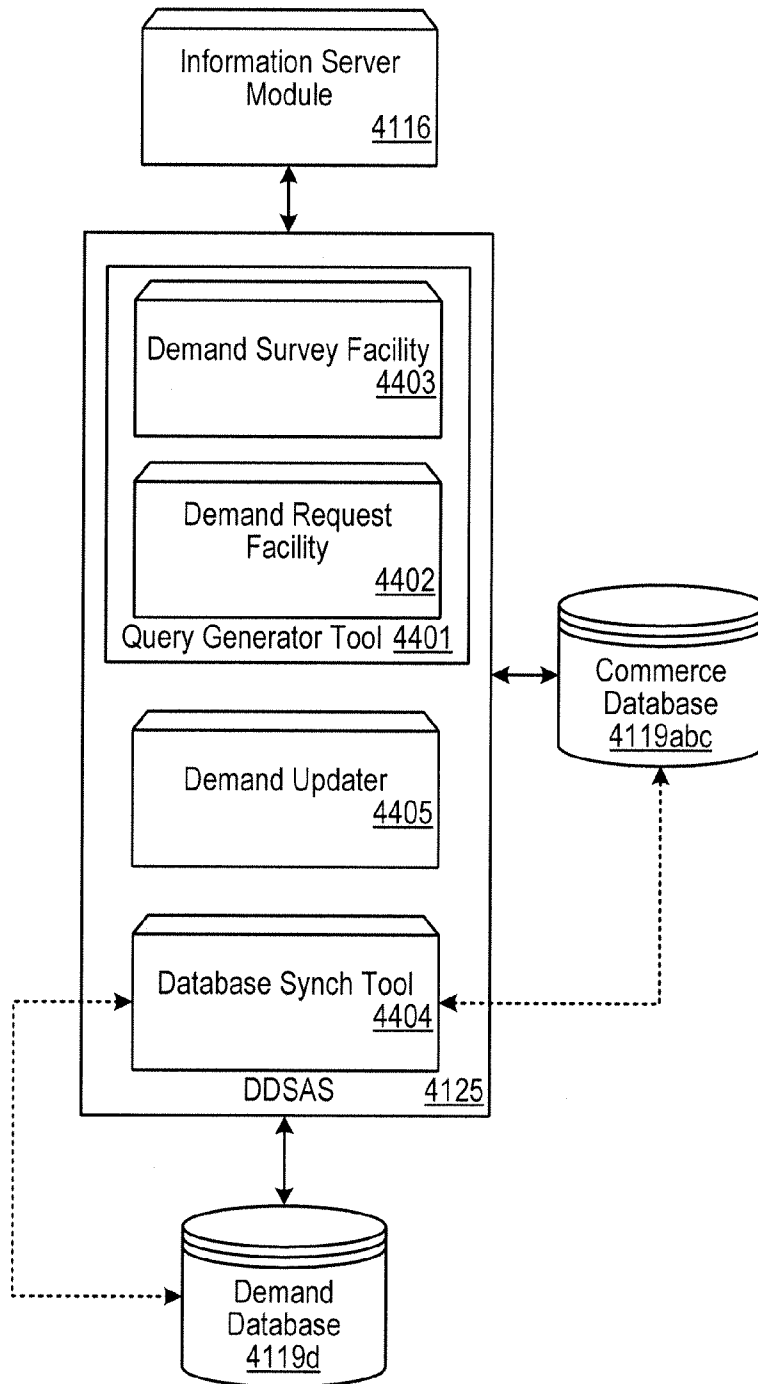 Information Server
Module
4116
Demand Survey Facility
4403
Demand Request
Facility
4402
Query Generator Tool 4401
Commerce
Database
4119abc
Demand Updater
4405
Database Synch Tool
4404
DDSAS 4125
Demand
Database
4119d